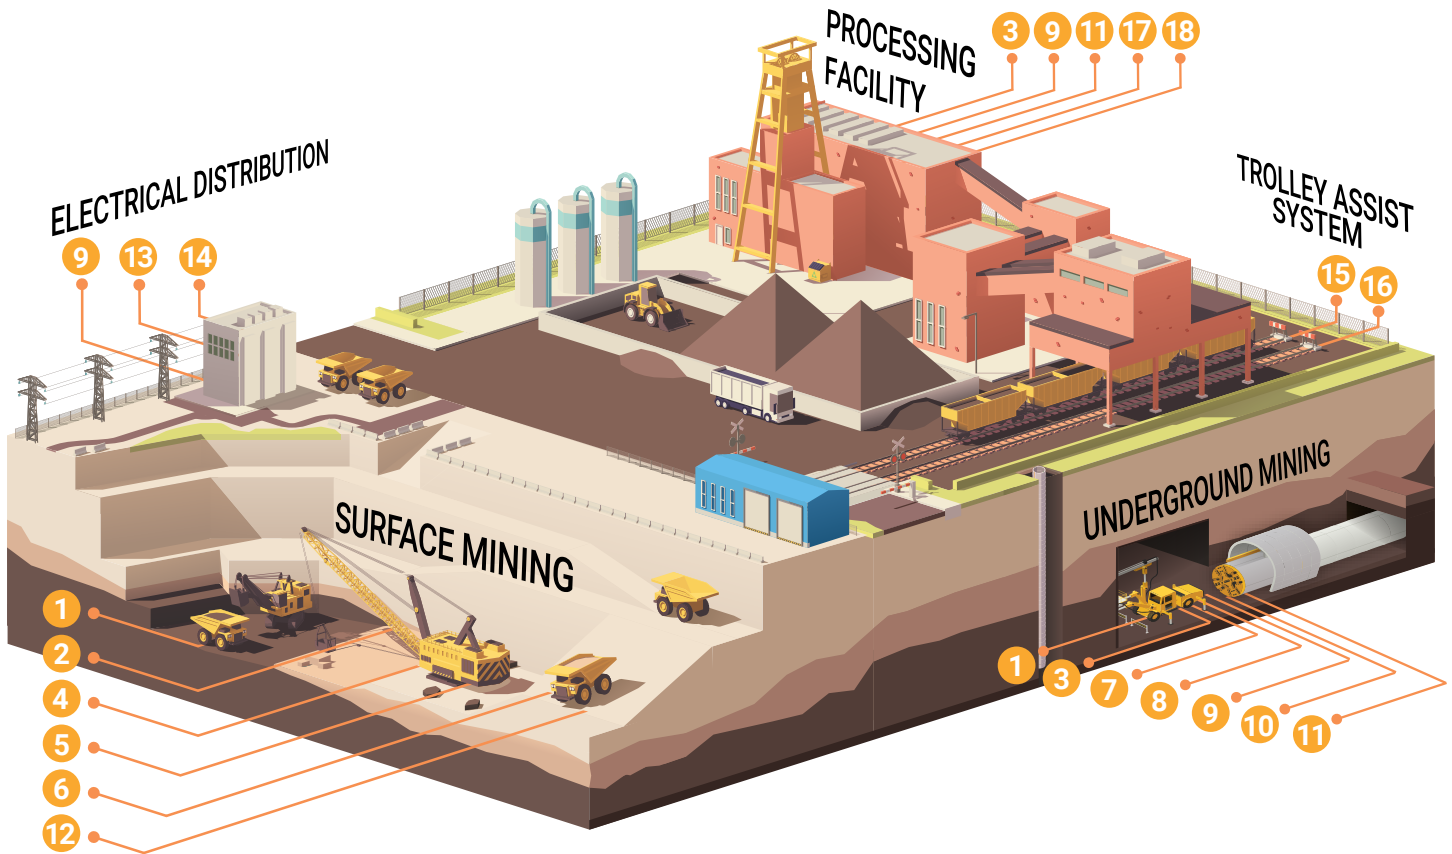 PROCESSING
FACILITY
3 9 11 17 18
ELECTRICAL DISTRIBUTION
9 13 14
TROLLEY ASSIST
SYSTEM
15 16
SURFACE MINING
1
2
4
5
6
12
UNDERGROUND MINING
1 3 7 8 9 10 11